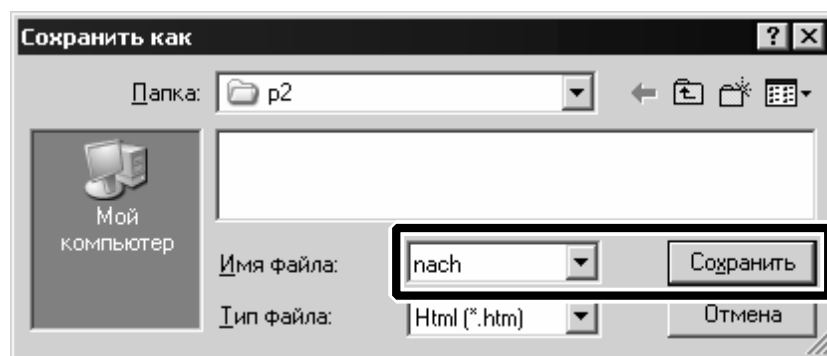 Сохранить как
Папка: p2
Мой
компьютер
Имя файла: nach Сохранить
Тип файла: Html (*.htm) Отмена